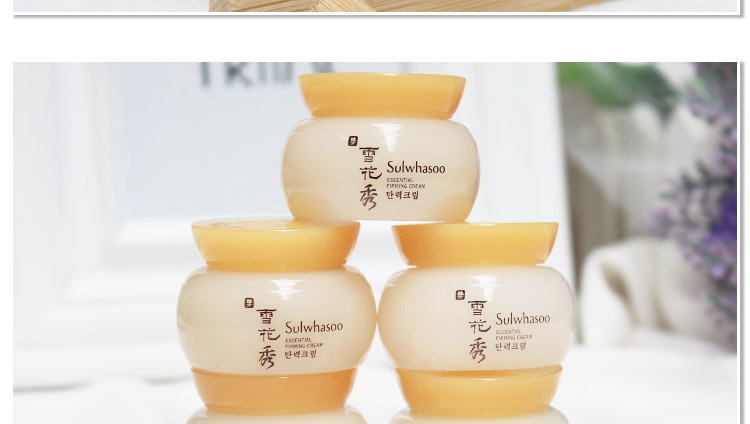 雪花秀
Sulwhasoo
ESSENTIAL
FIRMING CREAM
탄력크림
雪花秀
Sulwhasoo
ESSENTIAL
FIRMING CREAM
탄력크림
雪花秀
Sulwhasoo
ESSENTIAL
FIRMING CREAM
탄력크림